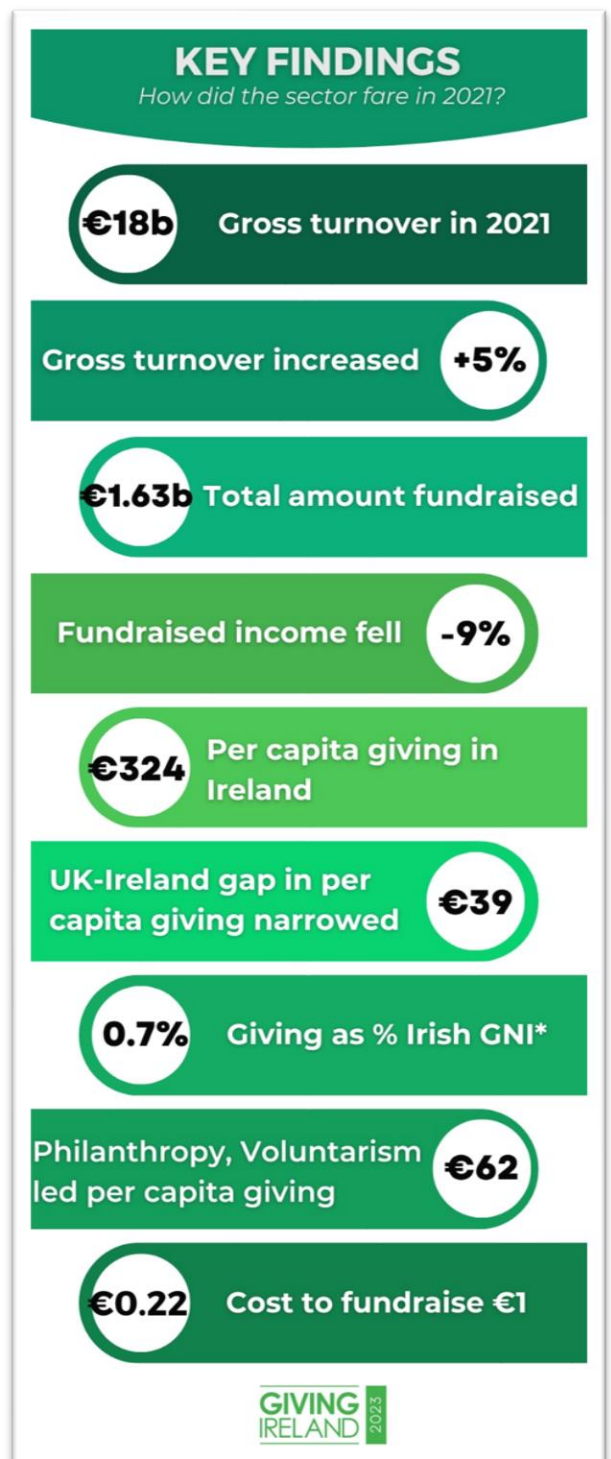 KEY FINDINGS
How did the sector fare in 2021?
€18b Gross turnover in 2021
Gross turnover increased +5%
€1.63b Total amount fundraised
Fundraised income fell -9%
€324 Per capita giving in
Ireland
UK-Ireland gap in per
capita giving narrowed €39
0.7% Giving as % Irish GNI*
Philanthropy, Voluntarism
led per capita giving €62
€0.22 Cost to fundraise €1
GIVING
IRELAND 2023